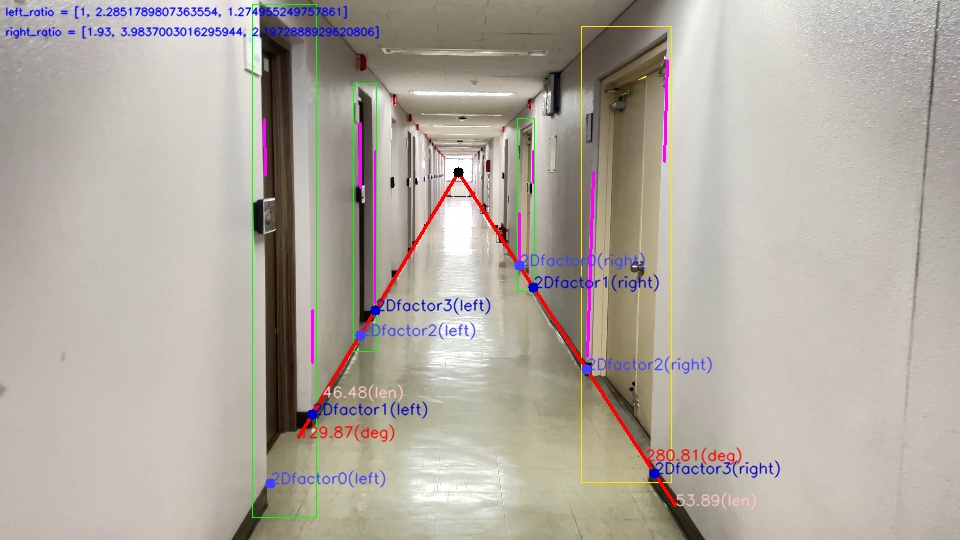 left_ratio = [1, 2.2851789807363554, 1.274955249757861]
right_ratio = [1.93, 3.9837003016295944, 2.1972888929620806]
2Dfactor0(right)
2Dfactor1(right)
2Dfactor3(left)
2Dfactor2(left)
2Dfactor2(right)
46.48(len)
2Dfactor1(left)
129.87(deg)
280.81(deg)
2Dfactor3(right)
2Dfactor0(left)
53.89(len)